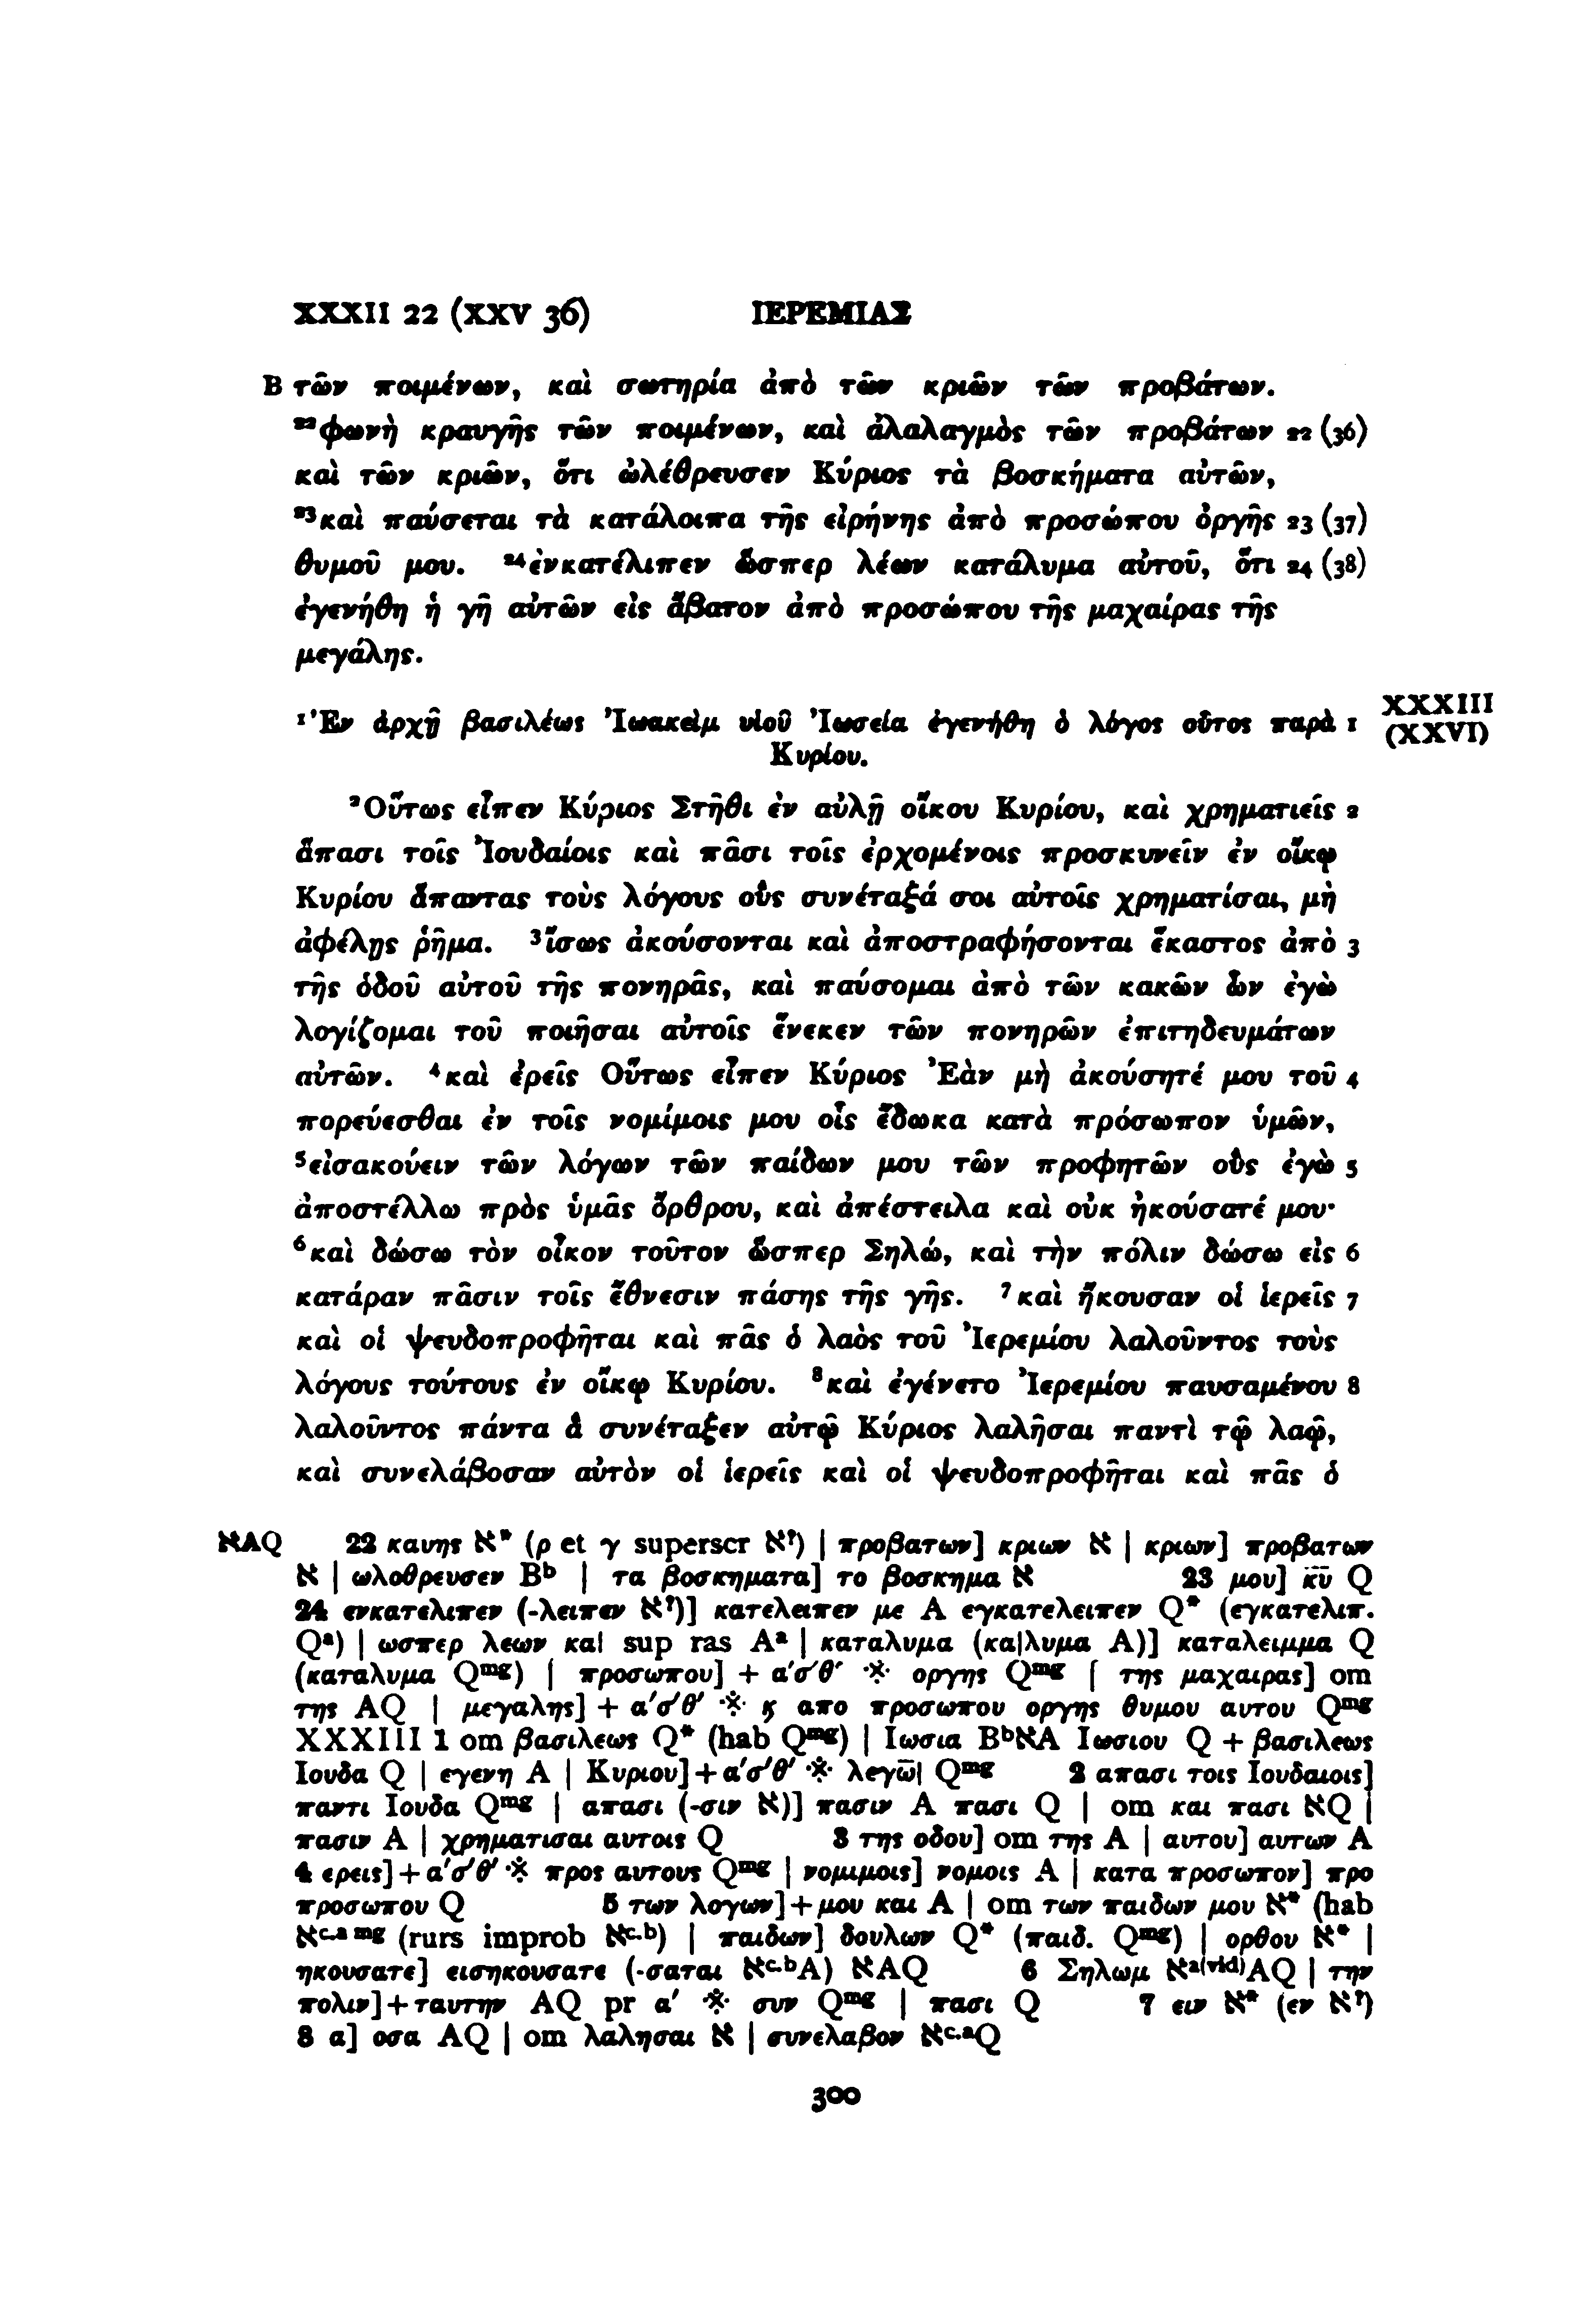 XXXII 22 (XXV 36) ΙΕΡΕΜΙΑΣ
B τῶν ποιμένων, καὶ σωτηρία ἀπὸ τῶν κριῶν τῶν προβάτων.
²²φωνὴ κραυγῆς τῶν ποιμένων, καὶ ἀλαλαγμὸς τῶν προβάτων 22 (36)
καὶ τῶν κριῶν, ὅτι ὠλέθρευσεν Κύριος τὰ βοσκήματα αὐτῶν,
²³καὶ παύσεται τὰ κατάλοιπα τῆς εἰρήνης ἀπὸ προσώπου ὀργῆς 23 (37)
θυμοῦ μου. ²⁴ἐνκατέλιπεν ὥσπερ λέων κατάλυμα αὐτοῦ, ὅτι 24 (38)
ἐγενήθη ἡ γῆ αὐτῶν εἰς ἄβατον ἀπὸ προσώπου τῆς μαχαίρας τῆς
μεγάλης.
¹Ἐν ἀρχῇ βασιλέως Ἰωακεὶμ υἱοῦ Ἰωσεία ἐγενήθη ὁ λόγος οὗτος παρὰ 1 XXXIII (XXVI)
Κυρίου.
²Οὕτως εἶπεν Κύριος Στῆθι ἐν αὐλῇ οἴκου Κυρίου, καὶ χρηματιεῖς 2
ἅπασι τοῖς Ἰουδαίοις καὶ πᾶσι τοῖς ἐρχομένοις προσκυνεῖν ἐν οἴκῳ
Κυρίου ἅπαντας τοὺς λόγους οὓς συνέταξά σοι αὐτοῖς χρηματίσαι, μὴ
ἀφέλῃς ῥῆμα. ³ἴσως ἀκούσονται καὶ ἀποστραφήσονται ἕκαστος ἀπὸ 3
τῆς ὁδοῦ αὐτοῦ τῆς πονηρᾶς, καὶ παύσομαι ἀπὸ τῶν κακῶν ὧν ἐγὼ
λογίζομαι τοῦ ποιῆσαι αὐτοῖς ἕνεκεν τῶν πονηρῶν ἐπιτηδευμάτων
αὐτῶν. ⁴καὶ ἐρεῖς Οὕτως εἶπεν Κύριος Ἐὰν μὴ ἀκούσητέ μου τοῦ 4
πορεύεσθαι ἐν τοῖς νομίμοις μου οἷς ἔδωκα κατὰ πρόσωπον ὑμῶν,
⁵εἰσακούειν τῶν λόγων τῶν παίδων μου τῶν προφητῶν οὓς ἐγὼ 5
ἀποστέλλω πρὸς ὑμᾶς ὄρθρου, καὶ ἀπέστειλα καὶ οὐκ ἠκούσατέ μου·
⁶καὶ δώσω τὸν οἶκον τοῦτον ὥσπερ Σηλώ, καὶ τὴν πόλιν δώσω εἰς 6
κατάραν πᾶσιν τοῖς ἔθνεσιν πάσης τῆς γῆς. ⁷καὶ ἤκουσαν οἱ ἱερεῖς 7
καὶ οἱ ψευδοπροφῆται καὶ πᾶς ὁ λαὸς τοῦ Ἰερεμίου λαλοῦντος τοὺς
λόγους τούτους ἐν οἴκῳ Κυρίου. ⁸καὶ ἐγένετο Ἰερεμίου παυσαμένου 8
λαλοῦντος πάντα ἃ συνέταξεν αὐτῷ Κύριος λαλῆσαι παντὶ τῷ λαῷ,
καὶ συνελάβοσαν αὐτὸν οἱ ἱερεῖς καὶ οἱ ψευδοπροφῆται καὶ πᾶς ὁ
ℵAQ 22 καυης ℵ* (ρ et γ superscr ℵ?) | προβατων] κριων ℵ | κριων] προβατων
ℵ | ωλοθρευσεν Bᵇ | τα βοσκηματα] το βοσκημα ℵ 23 μου] κ̅υ̅ Q
24 ενκατελιπεν (-λειπεν ℵ?)] κατελειπεν με A εγκατελειπεν Q* (εγκατελιπ.
Qᵃ) | ωσπερ λεων κα| sup ras Aᵃ | καταλυμα (κα|λυμα A)] καταλειμμα Q
(καταλυμα Qᵐᵍ) | προσωπου] + α′σ′θ′ ※ οργης Qᵐᵍ | της μαχαιρας] om
της AQ | μεγαλης] + α′σ′θ′ ※ ϗ απο προσωπου οργης θυμου αυτου Qᵐᵍ
XXXIII 1 om βασιλεως Q* (hab Qᵐᵍ) | Ιωσια BᵇℵA Ιωσιου Q + βασιλεως
Ιουδα Q | εγενη A | Κυριου] + α′σ′θ′ ※ λεγω̅| Qᵐᵍ 2 απασι τοις Ιουδαιοις]
παντι Ιουδα Qᵐᵍ | απασι (-σιν ℵ)] πασιν A πασι Q | om και πασι ℵQ |
πασιν A | χρηματισαι αυτοις Q 3 της οδου] om της A | αυτου] αυτων A
4 ερεις] + α′σ′θ′ ※ προς αυτους Qᵐᵍ | νομιμοις] νομοις A | κατα προσωπον] προ
προσωπου Q 5 των λογων] + μου και A | om των παιδων μου ℵ* (hab
ℵᶜ·ᵃ ᵐᵍ (rurs improb ℵᶜ·ᵇ) | παιδων] δουλων Q* (παιδ. Qᵐᵍ) | ορθου ℵ* |
ηκουσατε] εισηκουσατε (-σαται ℵᶜ·ᵇA) ℵAQ 6 Σηλωμ ℵᵃ⁽ᵛⁱᵈ⁾AQ | την
πολιν] + ταυτην AQ pr α′ ※ συν Qᵐᵍ | πασι Q 7 ειν ℵ* (εν ℵ?)
8 α] οσα AQ | om λαλησαι ℵ | συνελαβον ℵᶜ·ᵃQ
300